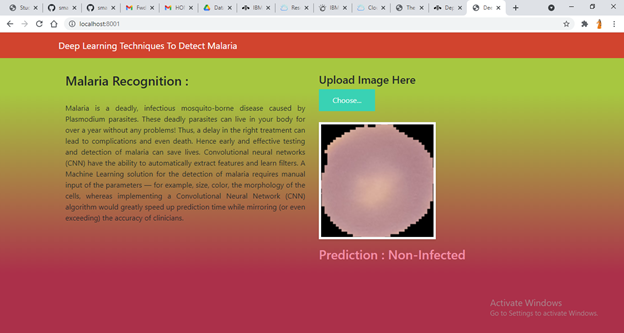 Stu
smu
smu
Fwd
HO
Dat
IBM
Res
IBM
Clo
The
Dep
Dee
localhost:8001
Deep Learning Techniques To Detect Malaria
Malaria Recognition :
Malaria is a deadly, infectious mosquito-borne disease caused by
Plasmodium parasites. These deadly parasites can live in your body for
over a year without any problems! Thus, a delay in the right treatment can
lead to complications and even death. Hence early and effective testing
and detection of malaria can save lives. Convolutional neural networks
(CNN) have the ability to automatically extract features and learn filters. A
Machine Learning solution for the detection of malaria requires manual
input of the parameters — for example, size, color, the morphology of the
cells, whereas implementing a Convolutional Neural Network (CNN)
algorithm would greatly speed up prediction time while mirroring (or even
exceeding) the accuracy of clinicians.
Upload Image Here
Choose...
Prediction : Non-Infected
Activate Windows
Go to Settings to activate Windows.